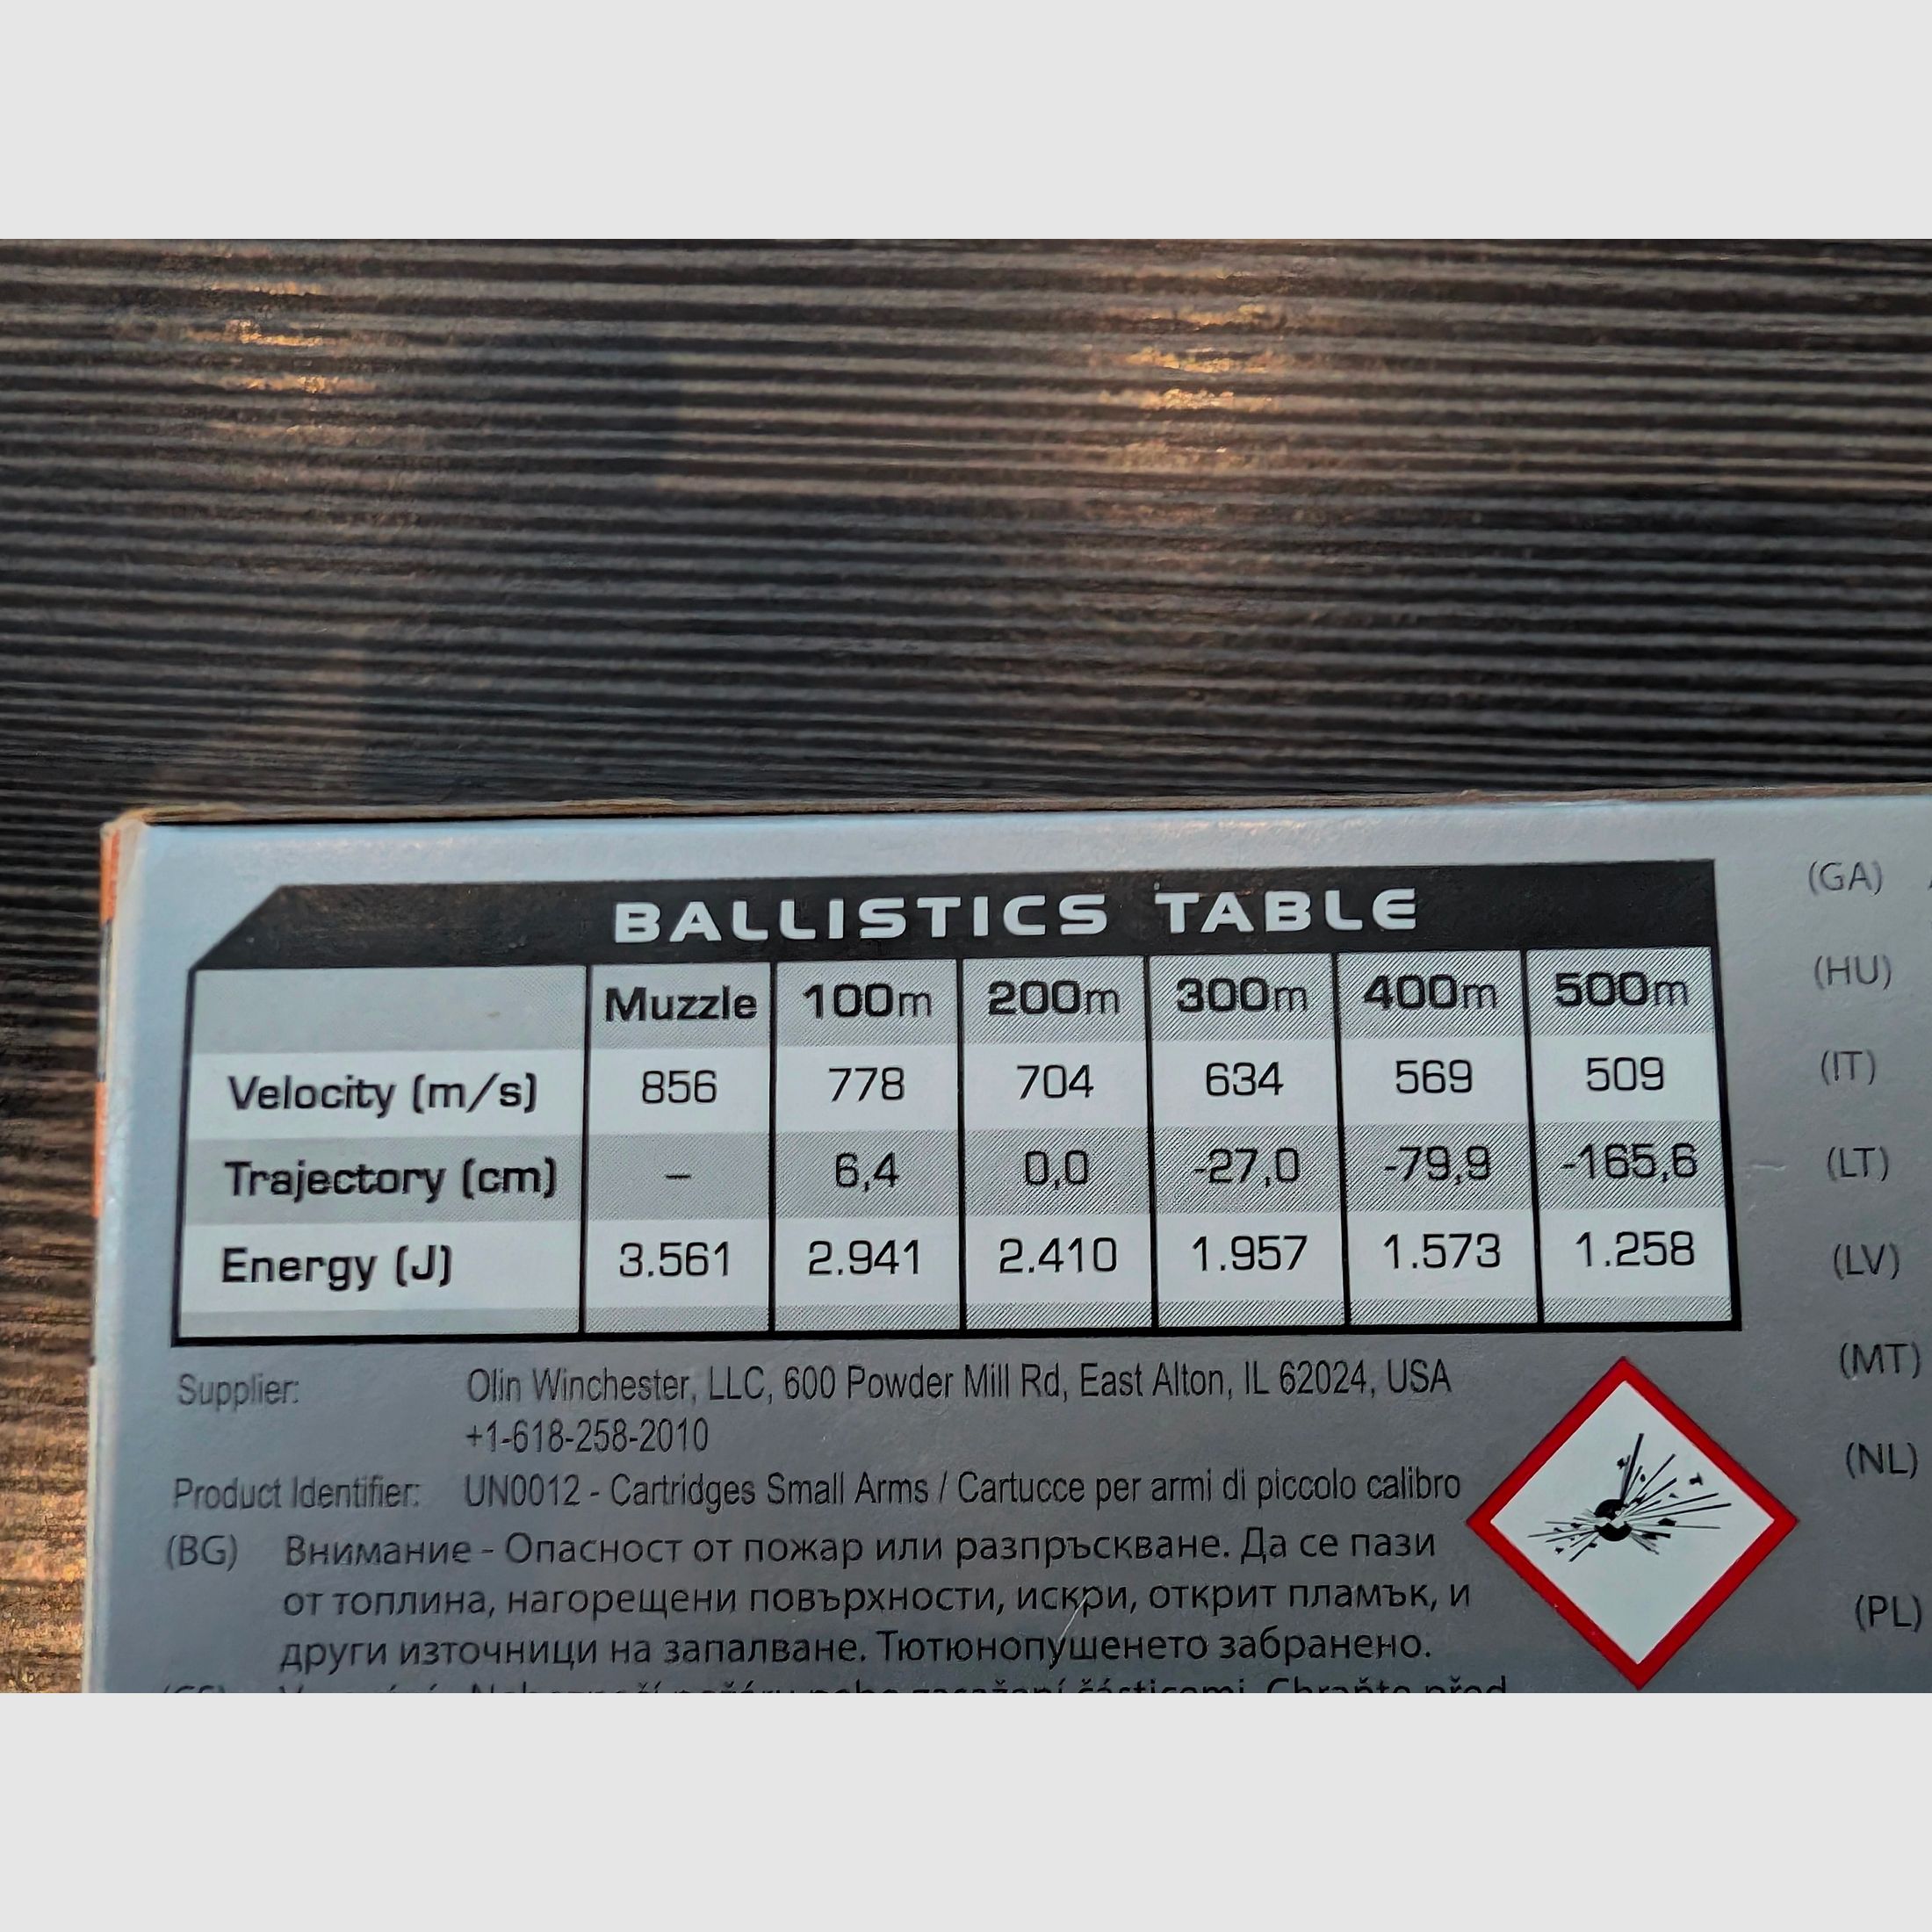 BALLISTICS TABLE
Muzzle 100m 200m 300m 400m 500m
Velocity (m/s) 856 778 704 634 569 509
Trajectory (cm) – 6,4 0,0 -27,0 -79,9 -165,6
Energy (J) 3.561 2.941 2.410 1.957 1.573 1.258
Supplier: Olin Winchester, LLC, 600 Powder Mill Rd, East Alton, IL 62024, USA
+1-618-258-2010
Product Identifier: UN0012 - Cartridges Small Arms / Cartucce per armi di piccolo calibro
(BG) Внимание - Опасност от пожар или разпръскване. Да се пази
от топлина, нагорещени повърхности, искри, открит пламък, и
други източници на запалване. Тютюнопушенето забранено.
(GA)
(HU)
(IT)
(LT)
(LV)
(MT)
(NL)
(PL)